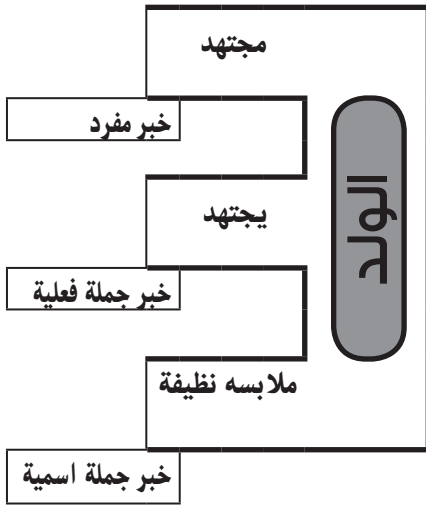 الولد
مجتهد
خبر مفرد
يجتهد
خبر جملة فعلية
ملابسه نظيفة
خبر جملة اسمية